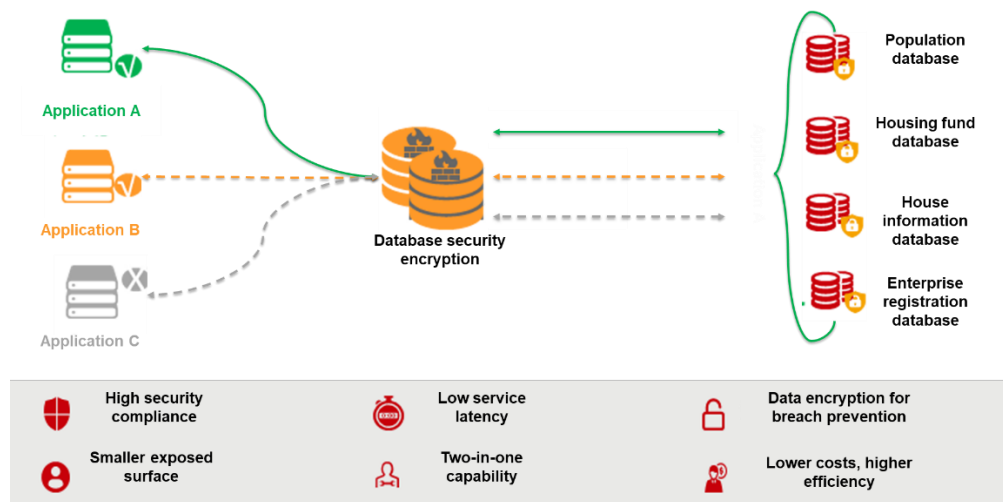 Application A
Application B
Application C
Database security
encryption
Population
database
Housing fund
database
House
information
database
Enterprise
registration
database
High security
compliance
Low service
latency
Data encryption for
breach prevention
Smaller exposed
surface
Two-in-one
capability
Lower costs, higher
efficiency